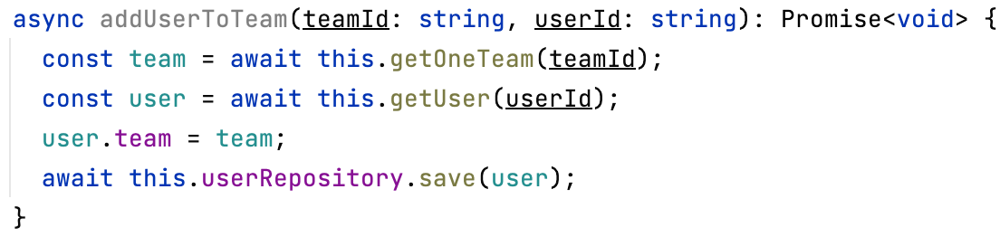 async addUserToTeam(teamId: string, userId: string): Promise<void> {
  const team = await this.getOneTeam(teamId);
  const user = await this.getUser(userId);
  user.team = team;
  await this.userRepository.save(user);
}